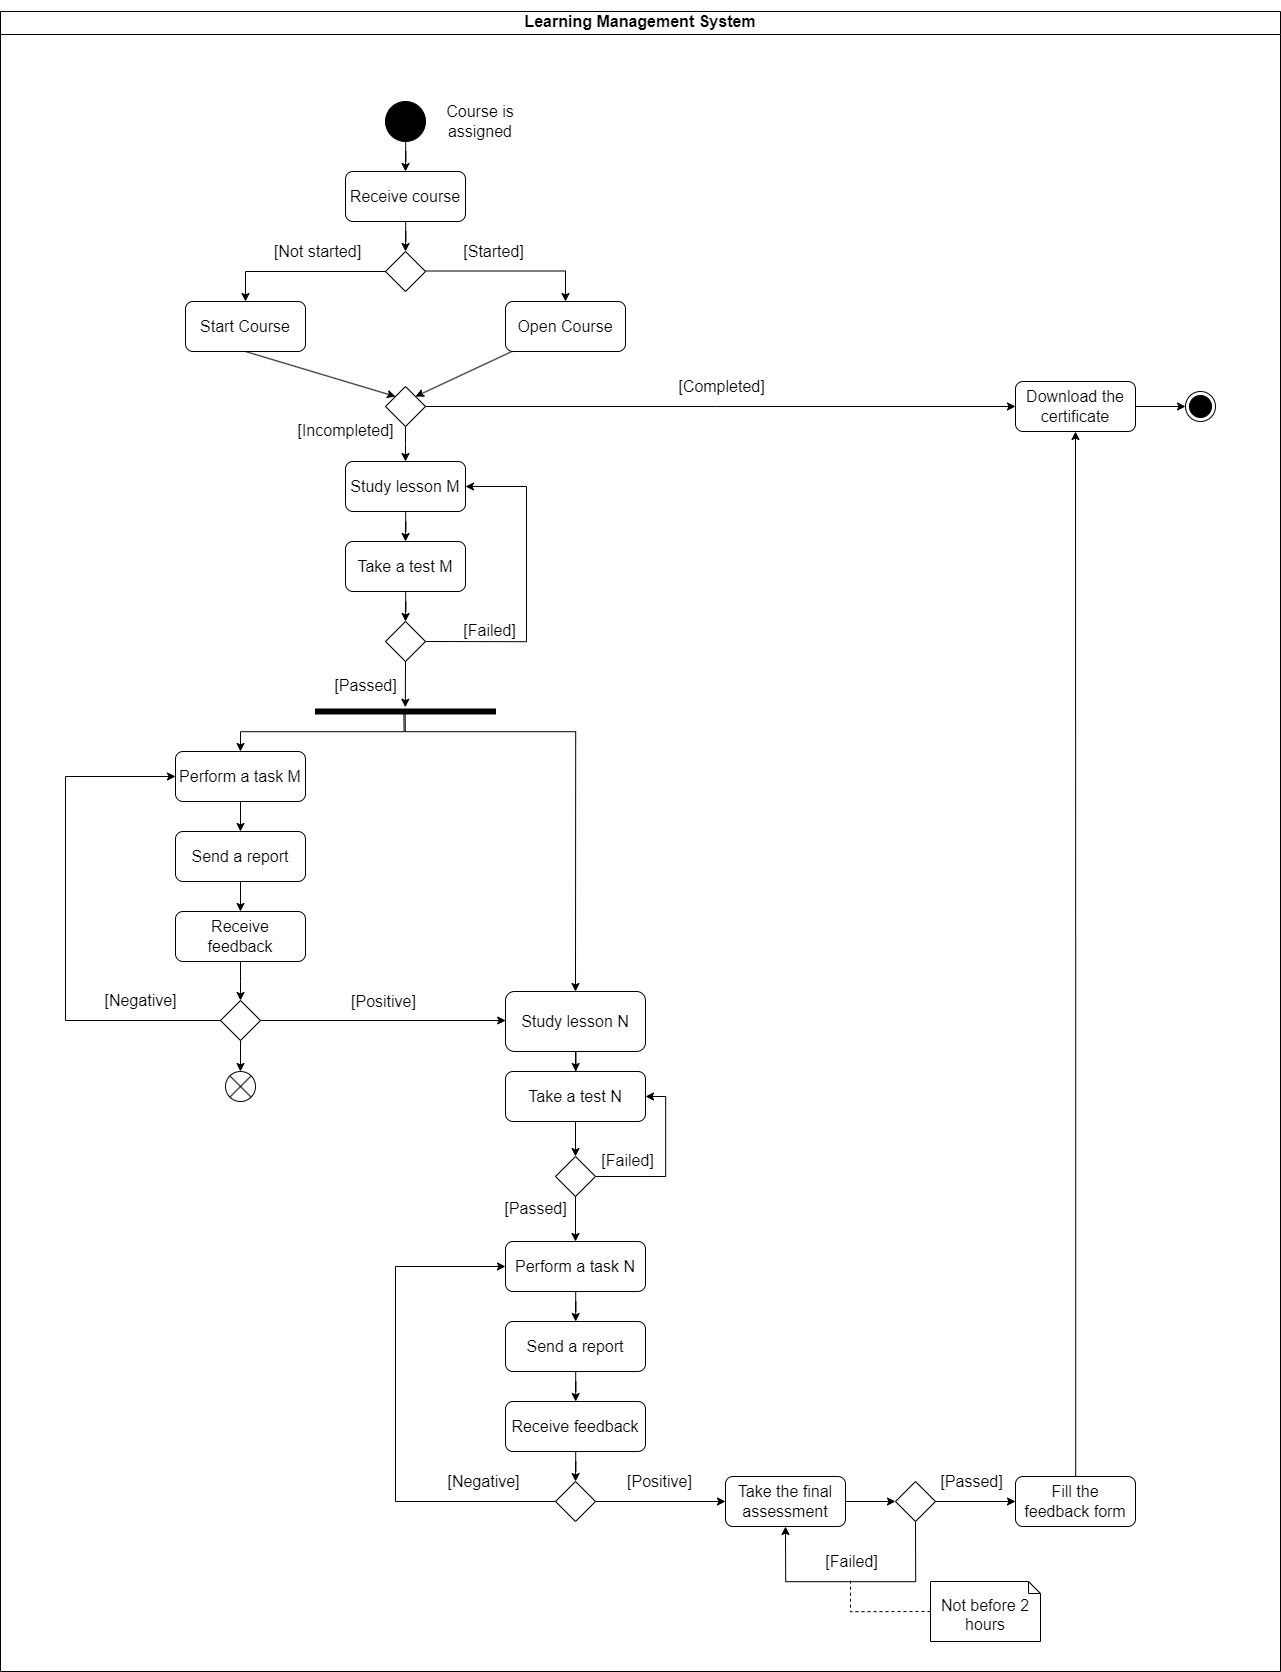 Learning Management System
Course is
assigned
Receive course
[Not started]
[Started]
Start Course
Open Course
[Completed]
Download the
certificate
[Incompleted]
Study lesson M
Take a test M
[Failed]
[Passed]
Perform a task M
Send a report
Receive
feedback
[Negative]
[Positive]
Study lesson N
Take a test N
[Failed]
[Passed]
Perform a task N
Send a report
Receive feedback
[Negative]
[Positive]
Take the final
assessment
[Passed]
Fill the
feedback form
[Failed]
Not before 2
hours